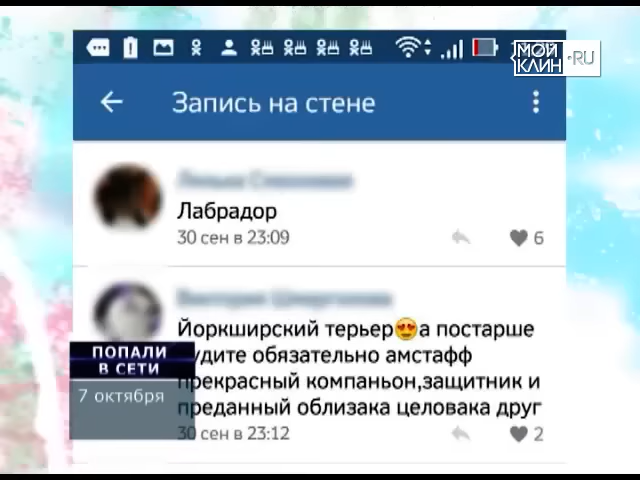 МОЙ
КЛИН .RU
Запись на стене
Лабрадор
30 сен в 23:09
6
Йоркширский терьер😍а постарше
удите обязательно амстафф
прекрасный компаньон,защитник и
преданный облизака целовака друг
30 сен в 23:12
2
ПОПАЛИ
В СЕТИ
7 октября